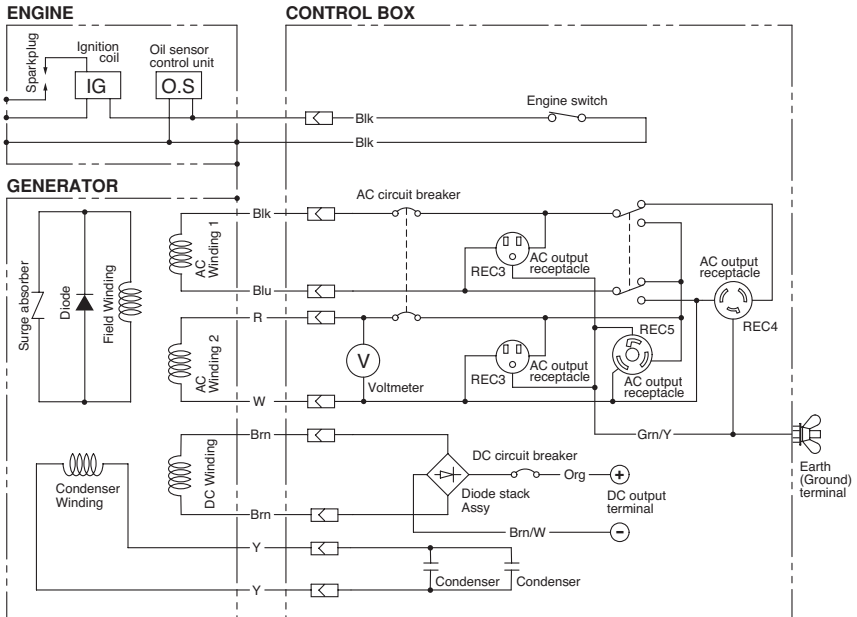 ENGINE
CONTROL BOX
Sparkplug
Ignition
coil
Oil sensor
control unit
IG
O.S
Engine switch
Blk
Blk
GENERATOR
AC circuit breaker
Surge absorber
Diode
Field Winding
AC
Winding 1
Blk
Blu
REC3
AC output
receptacle
AC output
receptacle
REC4
AC
Winding 2
R
W
V
Voltmeter
REC3
AC output
receptacle
REC5
AC output
receptacle
Grn/Y
Earth
(Ground)
terminal
DC Winding
Brn
Brn
DC circuit breaker
Org
+
DC output
terminal
Diode stack
Assy
Brn/W
−
Condenser
Winding
Y
Y
Condenser
Condenser